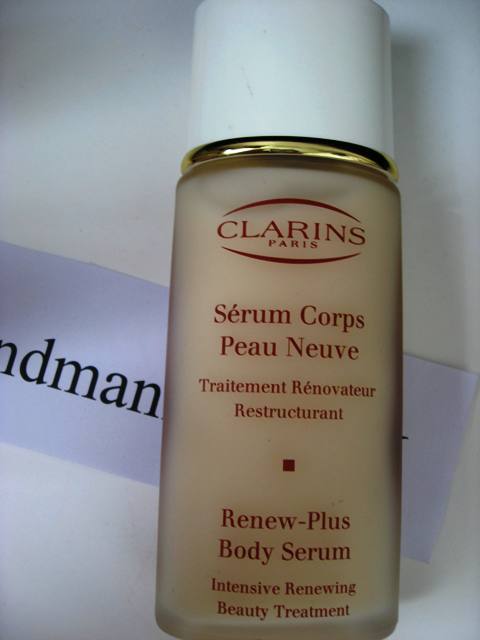 CLARINS
PARIS
Sérum Corps
Peau Neuve
Traitement Rénovateur
Restructurant
Renew-Plus
Body Serum
Intensive Renewing
Beauty Treatment
ndman